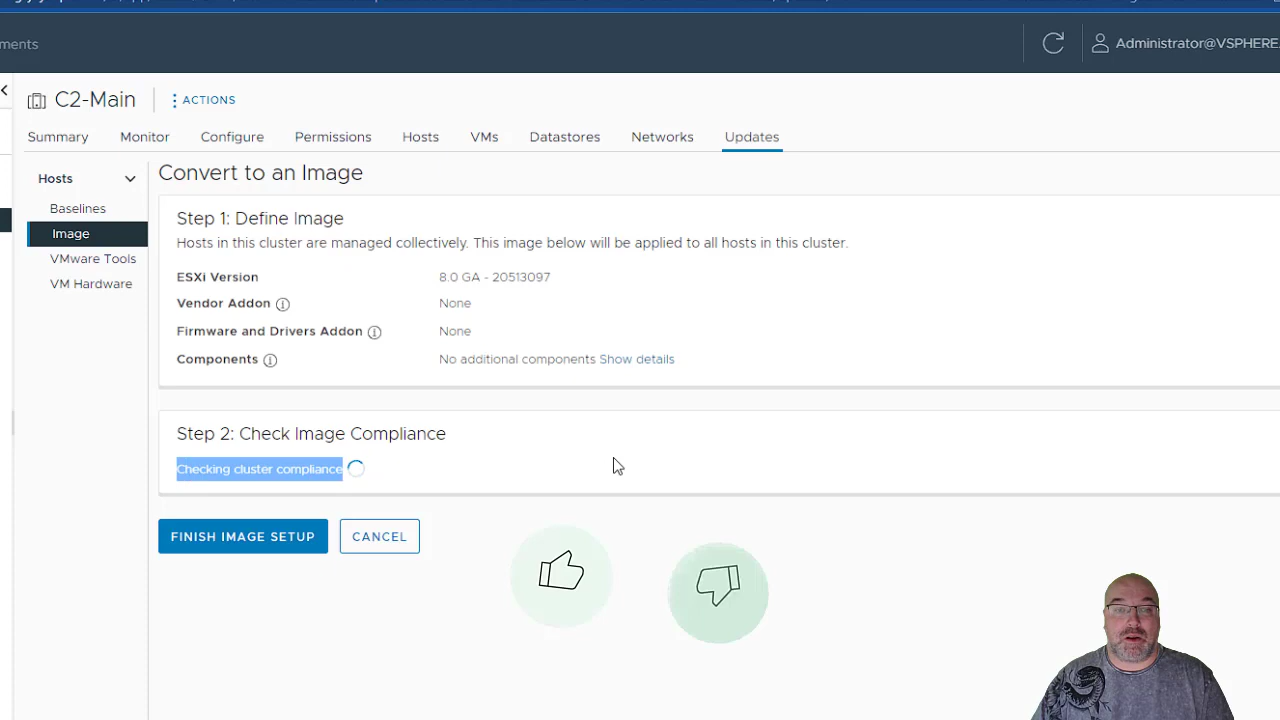 ments
Administrator@VSPHERE.
C2-Main
ACTIONS
Summary Monitor Configure Permissions Hosts VMs Datastores Networks Updates
Hosts
Baselines
Image
VMware Tools
VM Hardware
Convert to an Image
Step 1: Define Image
Hosts in this cluster are managed collectively. This image below will be applied to all hosts in this cluster.
ESXi Version 8.0 GA - 20513097
Vendor Addon None
Firmware and Drivers Addon None
Components No additional components Show details
Step 2: Check Image Compliance
Checking cluster compliance
FINISH IMAGE SETUP CANCEL